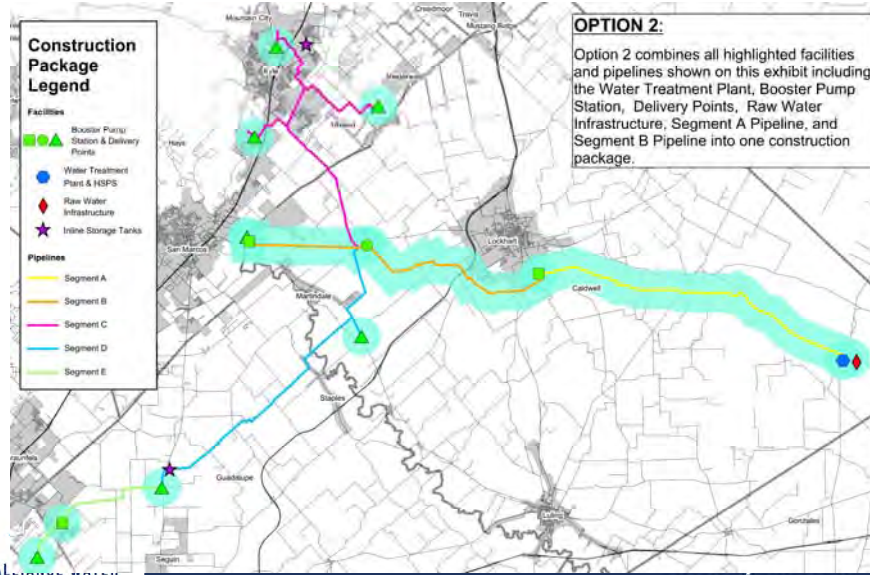 Creedmoor
Travis
Mountain City
Mustang Ridge
OPTION 2:
Option 2 combines all highlighted facilities
and pipelines shown on this exhibit including
the Water Treatment Plant, Booster Pump
Station, Delivery Points, Raw Water
Infrastructure, Segment A Pipeline, and
Segment B Pipeline into one construction
package.
Construction
Package
Legend
Facilities
Booster Pump
Station & Delivery
Points
Water Treatment
Plant & HSPS
Raw Water
Infrastructure
Inline Storage Tanks
Pipelines
Segment A
Segment B
Segment C
Segment D
Segment E
Kyle
Uhland
Hays
San Marcos
Lockhart
Caldwell
Martindale
Staples
Guadalupe
Luling
Gonzales
Seguin